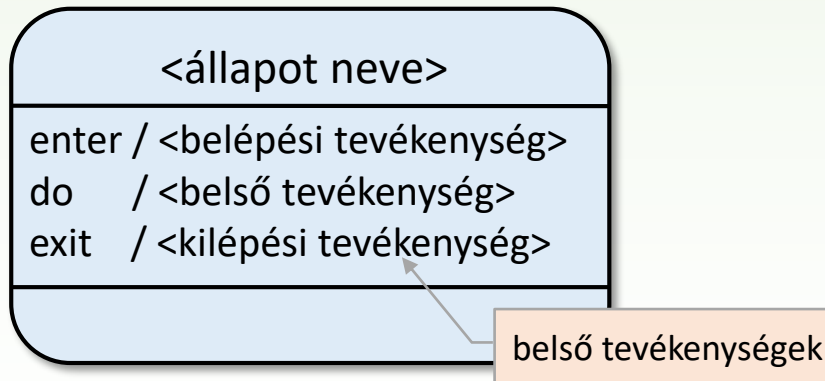 <állapot neve>
enter / <belépési tevékenység>
do / <belső tevékenység>
exit / <kilépési tevékenység>
belső tevékenységek